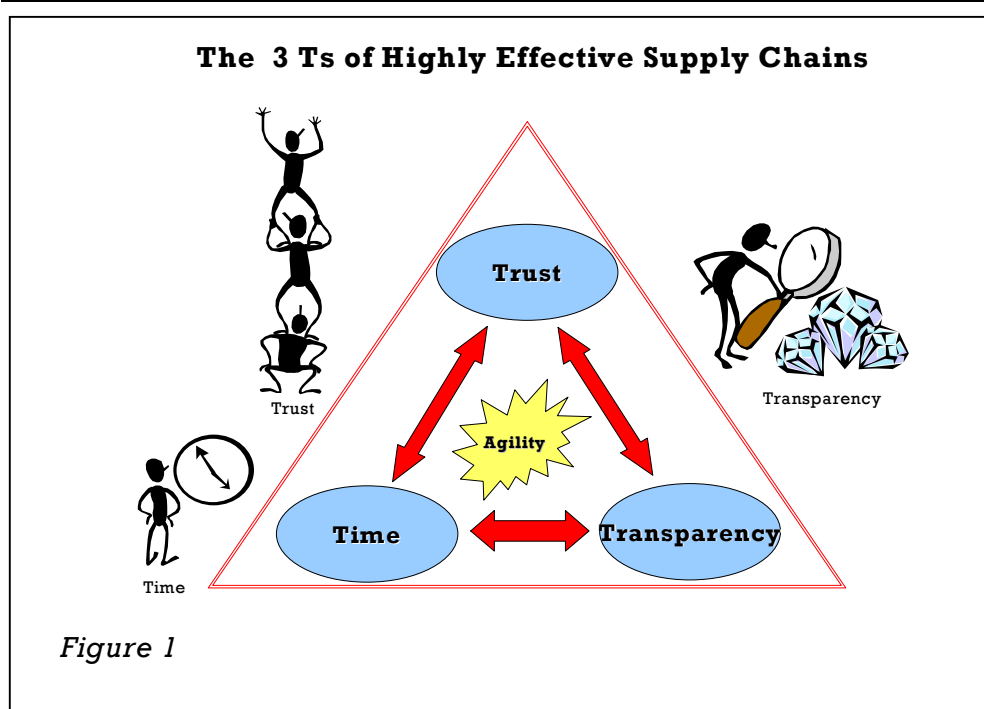 The 3 Ts of Highly Effective Supply Chains
Trust
Transparency
Trust
Agility
Time
Transparency
Time
Figure 1